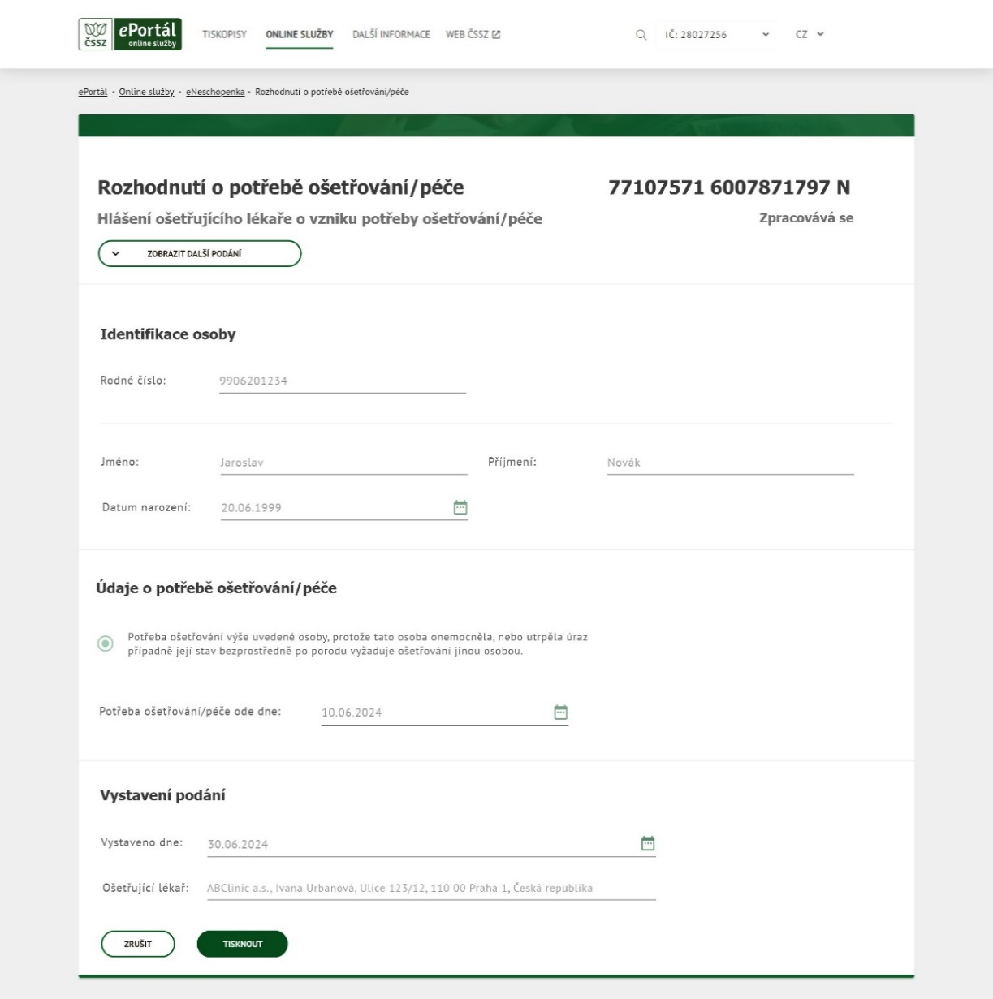 ČSSZ ePortál online služby TISKOPISY ONLINE SLUŽBY DALŠÍ INFORMACE WEB ČSSZ IČ: 28027256 CZ
ePortál - Online služby - eNeschopenka - Rozhodnutí o potřebě ošetřování/péče
Rozhodnutí o potřebě ošetřování/péče 77107571 6007871797 N
Hlášení ošetřujícího lékaře o vzniku potřeby ošetřování/péče Zpracovává se
ZOBRAZIT DALŠÍ PODÁNÍ
Identifikace osoby
Rodné číslo: 9906201234
Jméno: Jaroslav Příjmení: Novák
Datum narození: 20.06.1999
Údaje o potřebě ošetřování/péče
Potřeba ošetřování výše uvedené osoby, protože tato osoba onemocněla, nebo utrpěla úraz
případně její stav bezprostředně po porodu vyžaduje ošetřování jinou osobou.
Potřeba ošetřování/péče ode dne: 10.06.2024
Vystavení podání
Vystaveno dne: 30.06.2024
Ošetřující lékař: ABClinic a.s., Ivana Urbanová, Ulice 123/12, 110 00 Praha 1, Česká republika
ZRUŠIT TISKNOUT